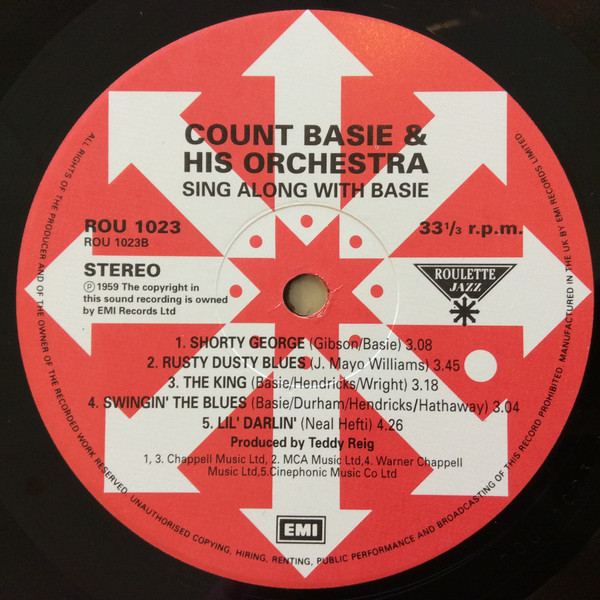 COUNT BASIE &
HIS ORCHESTRA
SING ALONG WITH BASIE
ROU 1023
ROU 1023B
33 1/3 r.p.m.
STEREO
℗ 1959 The copyright in
this sound recording is owned
by EMI Records Ltd
ROULETTE
JAZZ
1. SHORTY GEORGE (Gibson/Basie) 3.08
2. RUSTY DUSTY BLUES (J. Mayo Williams) 3.45
3. THE KING (Basie/Hendricks/Wright) 3.18
4. SWINGIN' THE BLUES (Basie/Durham/Hendricks/Hathaway) 3.04
5. LIL' DARLIN' (Neal Hefti) 4.26
Produced by Teddy Reig
1, 3. Chappell Music Ltd, 2. MCA Music Ltd,4. Warner Chappell
Music Ltd,5.Cinephonic Music Co Ltd
EMI
ALL RIGHTS OF THE PRODUCER AND OF THE OWNER OF THE RECORDED WORK RESERVED. UNAUTHORISED COPYING, HIRING, RENTING, PUBLIC PERFORMANCE AND BROADCASTING OF THIS RECORD PROHIBITED. MANUFACTURED IN THE UK BY EMI RECORDS LIMITED